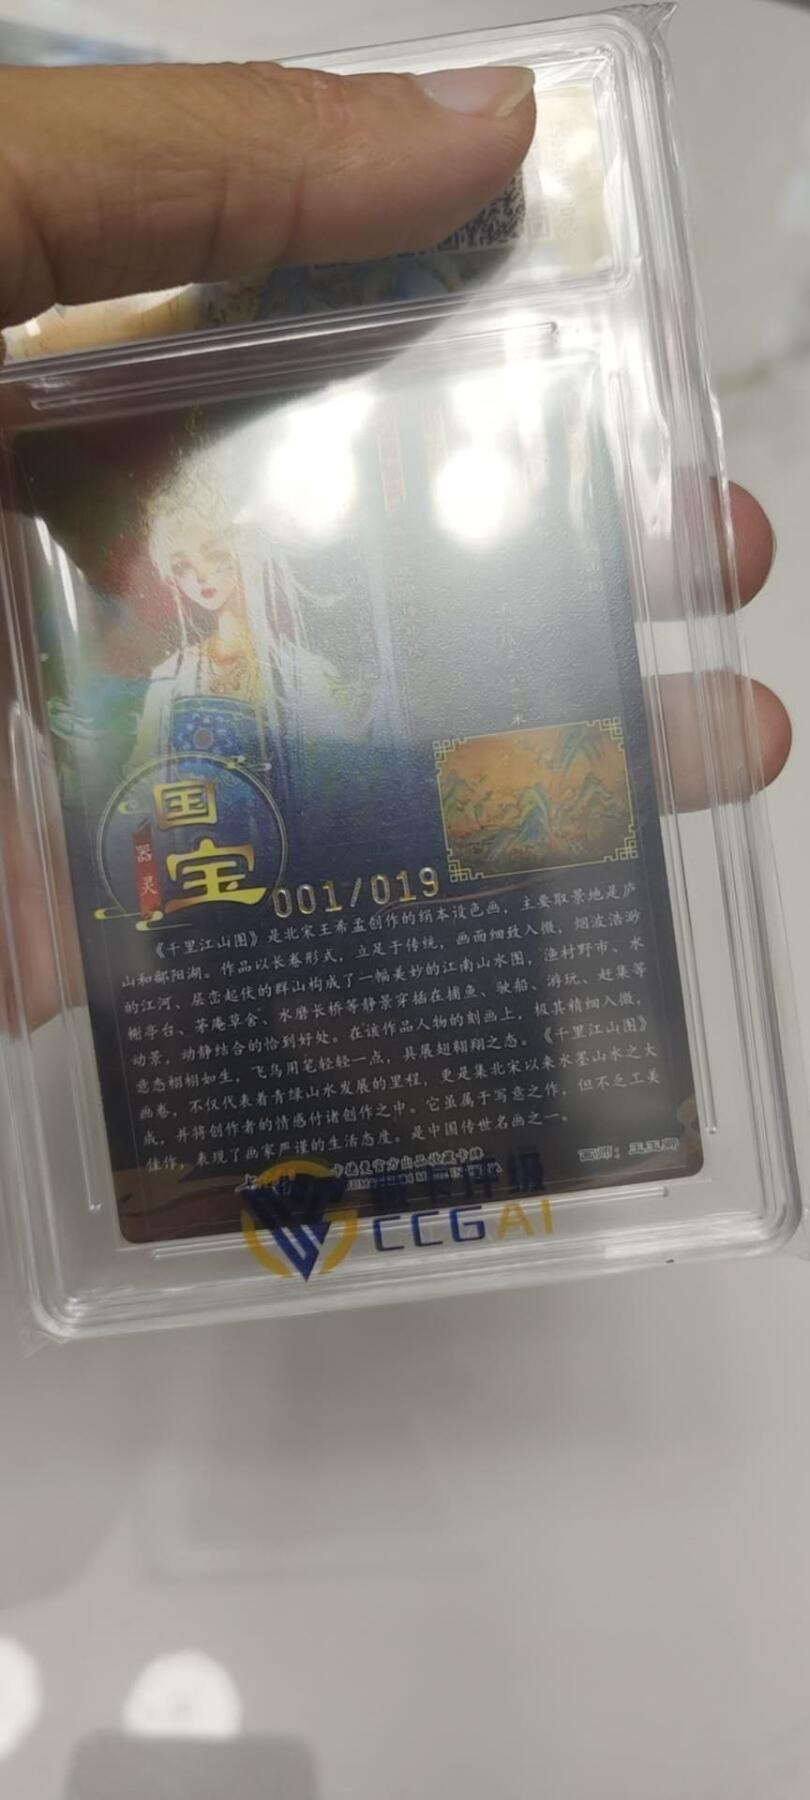 国
宝
器灵
001/019
《千里江山图》是北宋王希孟创作的绢本设色画，主要取景地是庐
山和鄱阳湖。作品以长卷形式，立足于传统，画面细致入微，烟波浩渺
的江河、层峦起伏的群山构成了一幅美妙的江南山水图，渔村野市、水
榭亭台、茅庵草舍、水磨长桥等静景穿插在捕鱼、驶船、游玩、赶集等
动景，动静结合的恰到好处。在该作品人物的刻画上，极其精细入微，
意态栩栩如生，飞鸟用笔轻轻一点，具展翅翱翔之态。《千里江山图》
画卷，不仅代表着青绿山水发展的里程，更是集北宋以来水墨山水之大
成，并将创作者的情感付诸创作之中。它虽属于写意之作，但不乏工美
佳作，表现了画家严谨的生活态度。是中国传世名画之一。
官方出品收藏卡牌
卡评级
CCGAI